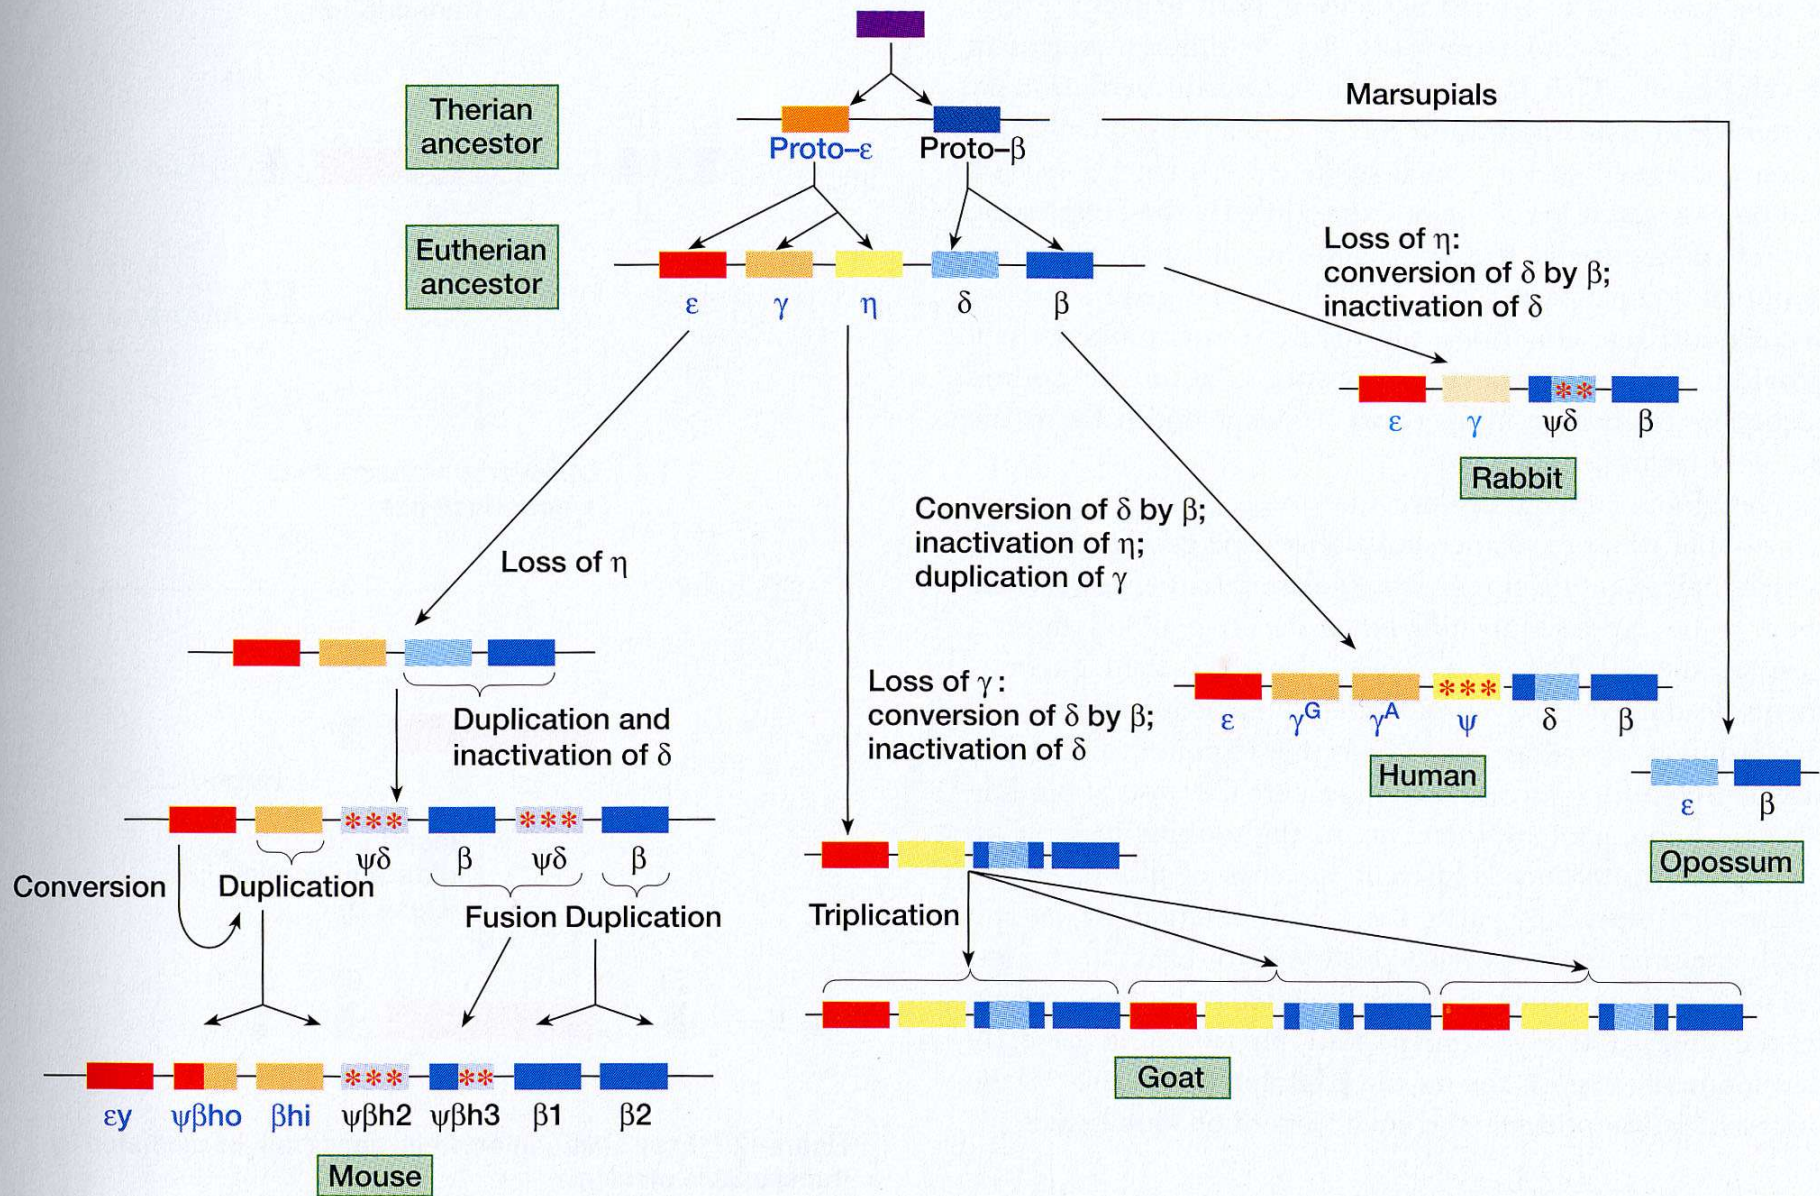 Therian
ancestor
Marsupials
Proto–ε
Proto–β
Eutherian
ancestor
ε
γ
η
δ
β
Loss of η:
conversion of δ by β;
inactivation of δ
**
ε
γ
ψδ
β
Rabbit
Loss of η
Conversion of δ by β;
inactivation of η;
duplication of γ
Duplication and
inactivation of δ
Loss of γ:
conversion of δ by β;
inactivation of δ
***
ε
γG
γA
ψ
δ
β
Human
ε
β
Opossum
***
***
ψδ
β
ψδ
β
Conversion
Duplication
Fusion
Duplication
Triplication
Goat
***
**
εy
ψβho
βhi
ψβh2
ψβh3
β1
β2
Mouse